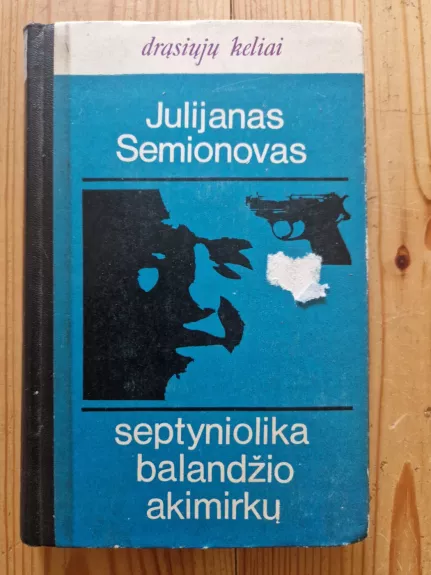 drąsiųjų keliai
Julijanas
Semionovas
septyniolika
balandžio
akimirkų